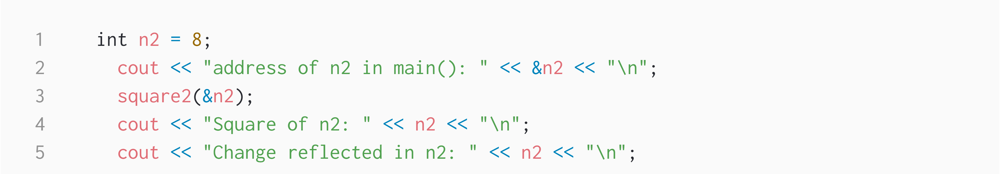 1 int n2 = 8;
2 cout << "address of n2 in main(): " << &n2 << "\n";
3 square2(&n2);
4 cout << "Square of n2: " << n2 << "\n";
5 cout << "Change reflected in n2: " << n2 << "\n";